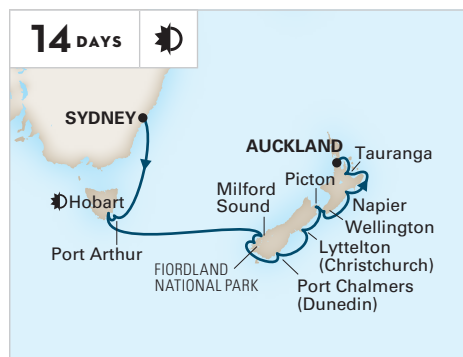 14 DAYS
SYDNEY
AUCKLAND
Tauranga
Picton
Milford
Sound
Hobart
Napier
Wellington
Port Arthur
Lyttelton
(Christchurch)
FIORDLAND
NATIONAL PARK
Port Chalmers
(Dunedin)